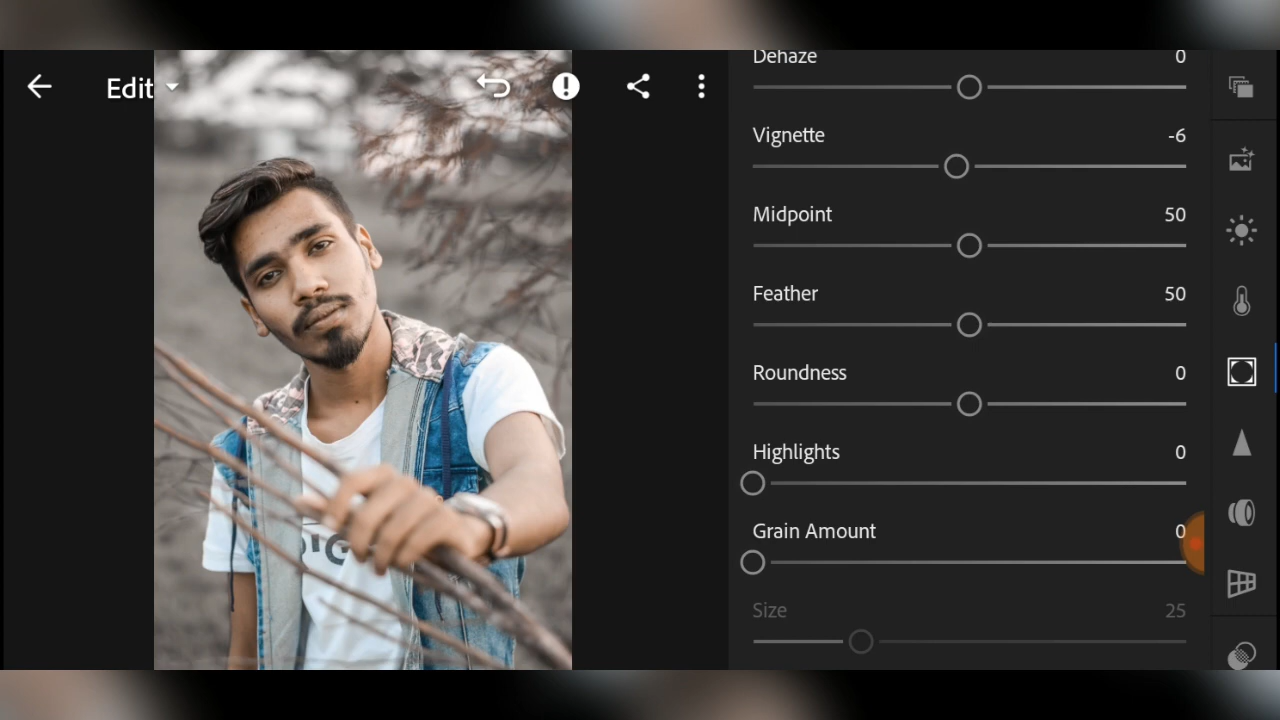 Edit
Dehaze 0
Vignette -6
Midpoint 50
Feather 50
Roundness 0
Highlights 0
Grain Amount 0
Size 25